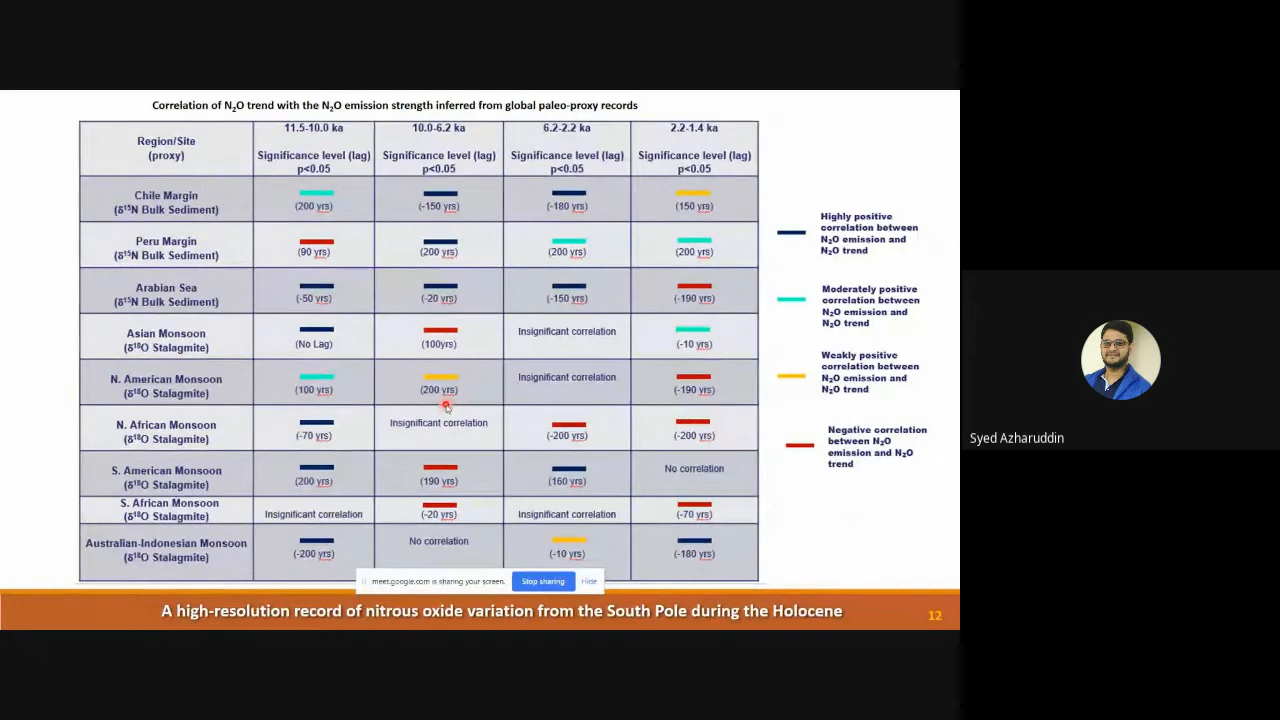 Correlation of N₂O trend with the N₂O emission strength inferred from global paleo-proxy records
Region/Site
(proxy)
11.5-10.0 ka
Significance level (lag)
p<0.05
10.0-6.2 ka
Significance level (lag)
p<0.05
6.2-2.2 ka
Significance level (lag)
p<0.05
2.2-1.4 ka
Significance level (lag)
p<0.05
Chile Margin
(δ¹⁵N Bulk Sediment)
(200 yrs)
(-150 yrs)
(-180 yrs)
(150 yrs)
Peru Margin
(δ¹⁵N Bulk Sediment)
(90 yrs)
(200 yrs)
(200 yrs)
(200 yrs)
Arabian Sea
(δ¹⁵N Bulk Sediment)
(-50 yrs)
(-20 yrs)
(-150 yrs)
(-190 yrs)
Asian Monsoon
(δ¹⁸O Stalagmite)
(No Lag)
(100yrs)
Insignificant correlation
(-10 yrs)
N. American Monsoon
(δ¹⁸O Stalagmite)
(100 yrs)
(200 yrs)
Insignificant correlation
(-190 yrs)
N. African Monsoon
(δ¹⁸O Stalagmite)
(-70 yrs)
Insignificant correlation
(-200 yrs)
(-200 yrs)
S. American Monsoon
(δ¹⁸O Stalagmite)
(200 yrs)
(190 yrs)
(160 yrs)
No correlation
S. African Monsoon
(δ¹⁸O Stalagmite)
Insignificant correlation
(-20 yrs)
Insignificant correlation
(-70 yrs)
Australian-Indonesian Monsoon
(δ¹⁸O Stalagmite)
(-200 yrs)
No correlation
(-10 yrs)
(-180 yrs)
Highly positive
correlation between
N₂O emission and
N₂O trend
Moderately positive
correlation between
N₂O emission and
N₂O trend
Weakly positive
correlation between
N₂O emission and
N₂O trend
Negative correlation
between N₂O
emission and N₂O
trend
meet.google.com is sharing your screen.
Stop sharing
Hide
A high-resolution record of nitrous oxide variation from the South Pole during the Holocene
12
Syed Azharuddin